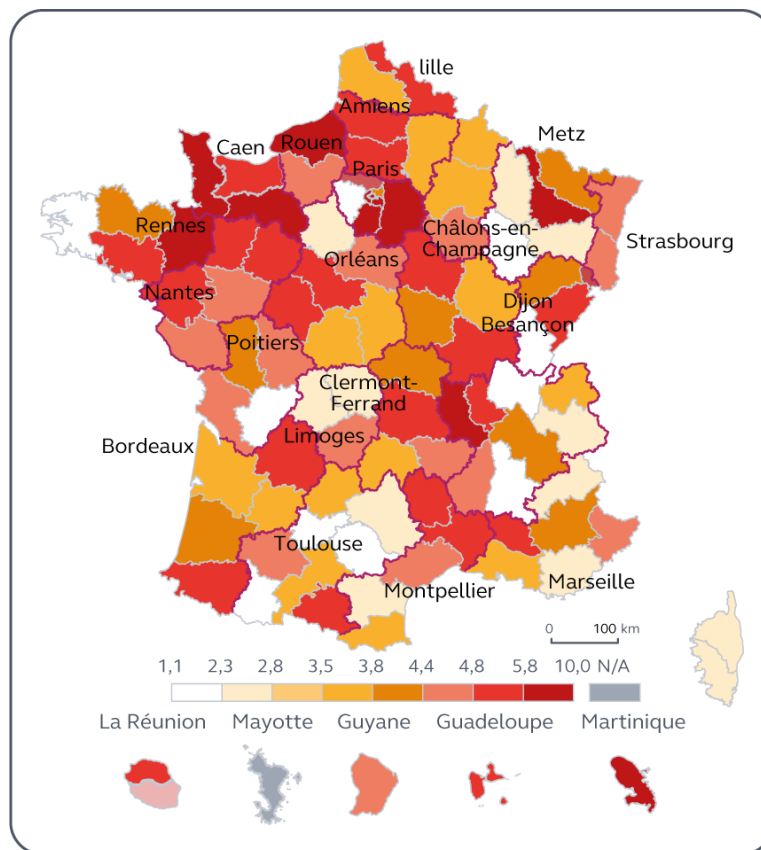 lille
Amiens
Metz
Caen
Rouen
Paris
Rennes
Châlons-en-
Champagne
Strasbourg
Orléans
Nantes
Dijon
Besançon
Poitiers
Clermont-
Ferrand
Limoges
Bordeaux
Toulouse
Montpellier
Marseille
0 100 km
1,1 2,3 2,8 3,5 3,8 4,4 4,8 5,8 10,0 N/A
La Réunion Mayotte Guyane Guadeloupe Martinique